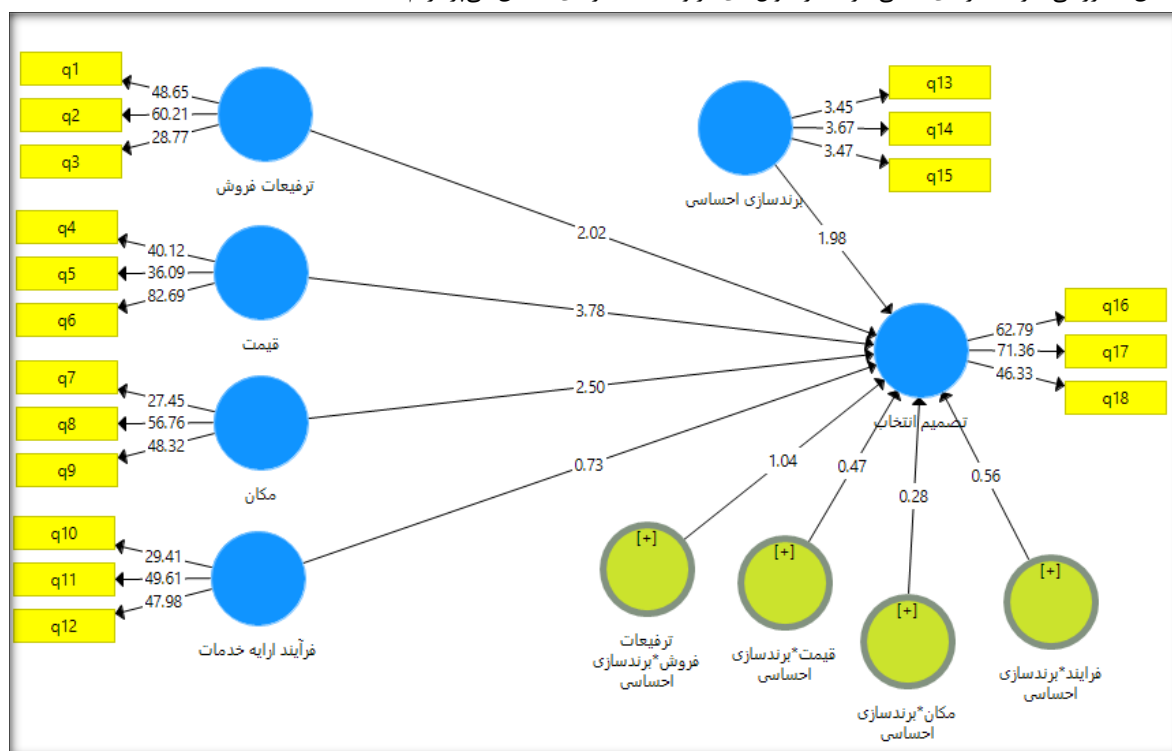 q1
48.65
q2
60.21
q3
28.77
ترفیعات فروش
q4
40.12
q5
36.09
q6
82.69
قیمت
q7
27.45
q8
56.76
q9
48.32
مکان
q10
29.41
q11
49.61
q12
47.98
فرآیند ارایه خدمات
2.02
3.78
2.50
0.73
q13
3.45
q14
3.67
q15
3.47
برندسازی احساسی
1.98
q16
62.79
q17
71.36
q18
46.33
تصمیم انتخاب
1.04
0.47
0.28
0.56
[+]
ترفیعات
فروش*برندسازی
احساسی
[+]
قیمت*برندسازی
احساسی
[+]
مکان*برندسازی
احساسی
[+]
فرایند*برندسازی
احساسی